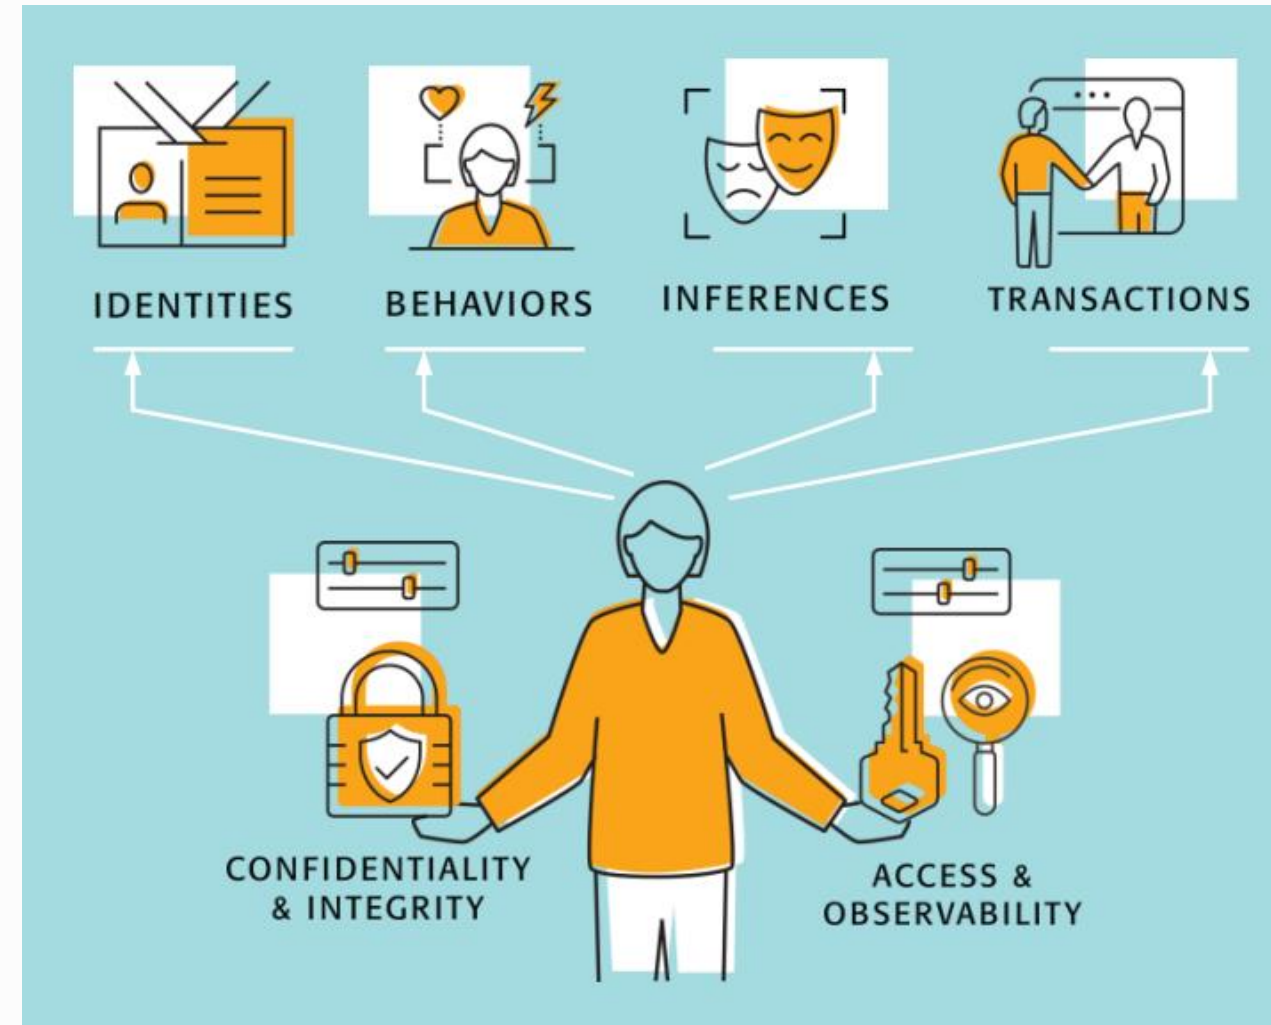 IDENTITIES
BEHAVIORS
INFERENCES
TRANSACTIONS
CONFIDENTIALITY
& INTEGRITY
ACCESS &
OBSERVABILITY